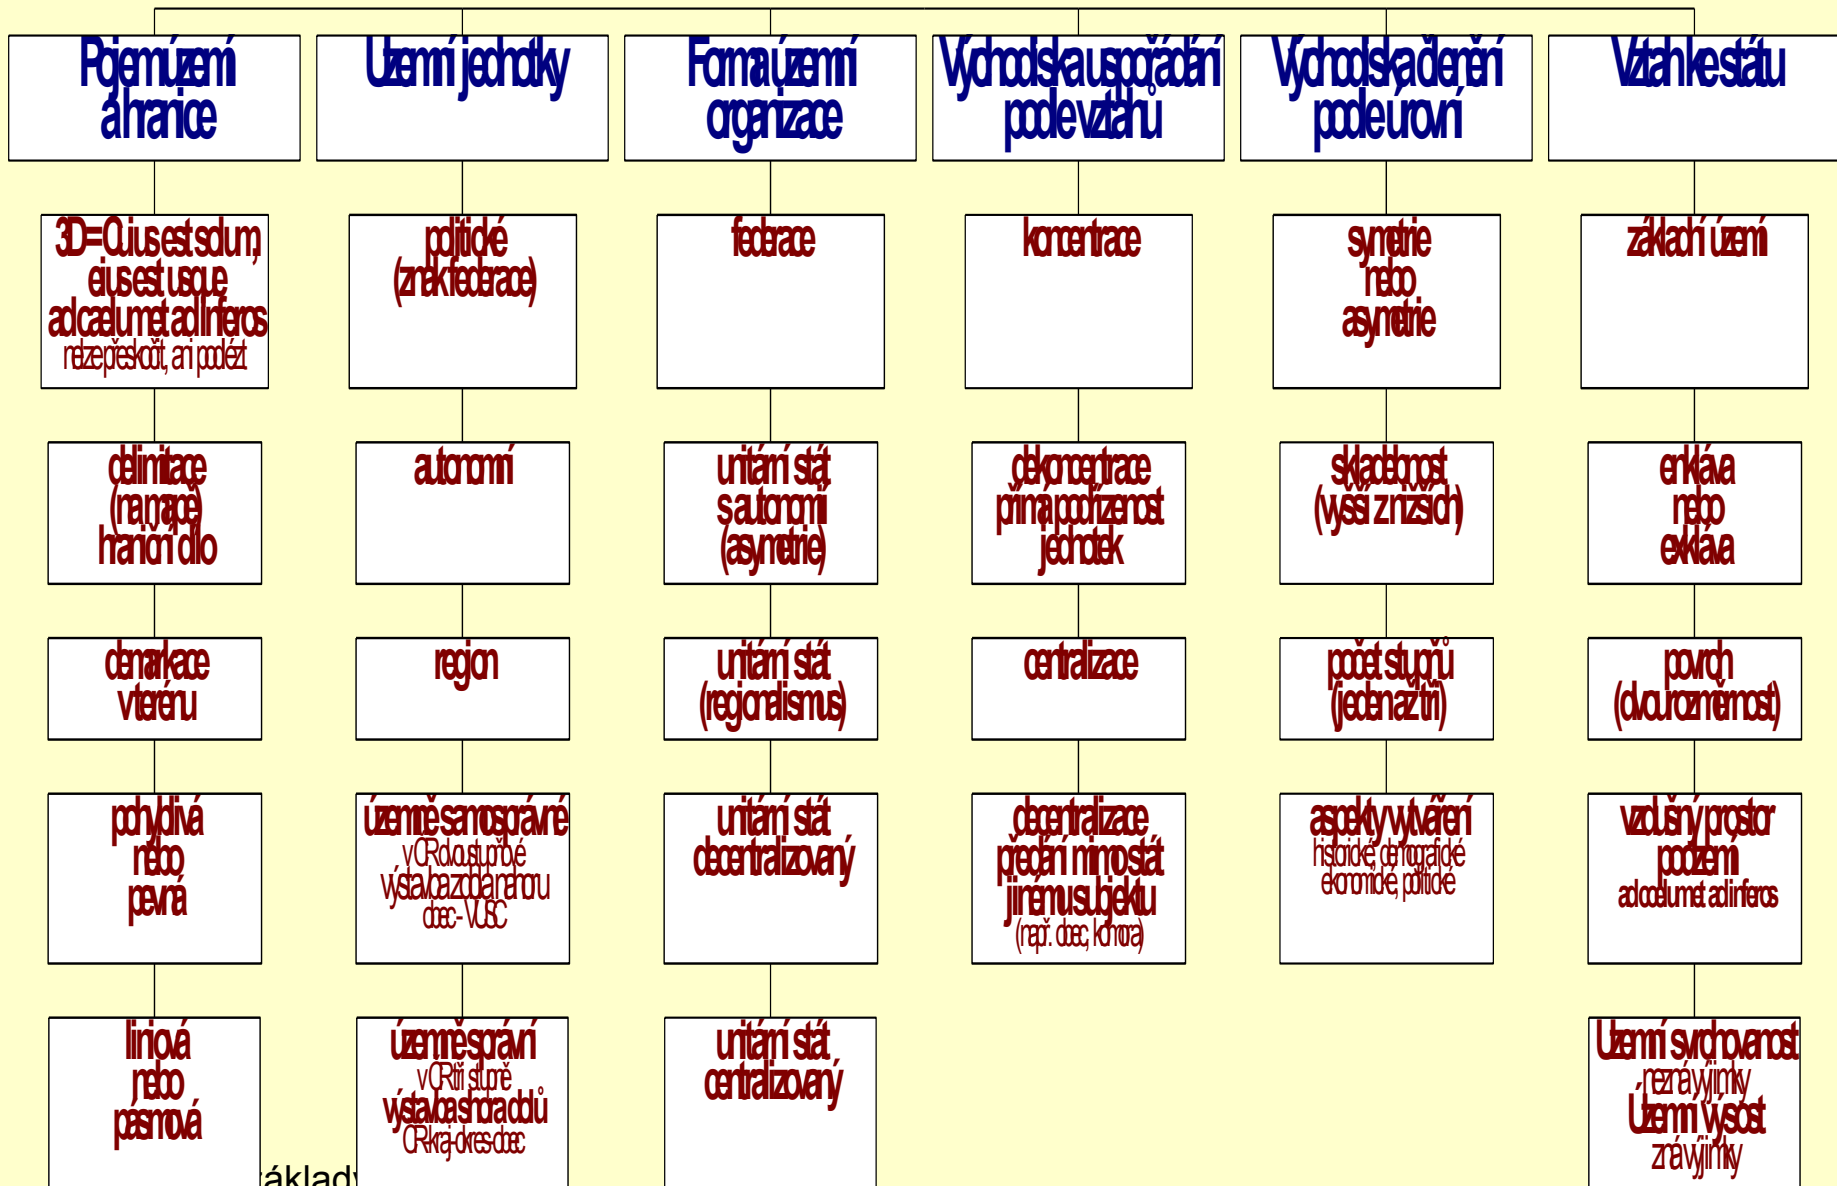 Pojem území
a hranice
Území jednotky
Forma územní
organizace
Východiska uspořádání
podle vztahů
Východiska členění
podle úrovní
Vztah ke státu
3D=Cuius est solum,
eius est usque
ad caelum et ad inferos
nelze přeskočit, ani podlézt
politické
(znak federace)
federace
koncentrace
symetrie
nebo
asymetrie
základní území
delimitace
(na mapě)
hraniční dílo
autonomní
unitární stát
s autonomií
(asymetrie)
dekoncentrace
přímá podřízenost
jednotek
skladebnost
(vyšší z nižších)
enkláva
nebo
exkláva
demarkace
v terénu
region
unitární stát
(regionalismus)
centralizace
počet stupňů
(jeden až tři)
povrch
(dvourozměrnost)
pohyblivá
nebo
pevná
územně samosprávné
v ČR dvoustupňové
výstavba zdola nahoru
obec - VÚSC
unitární stát
decentralizovaný
decentralizace
předání mimo stát
jinému subjektu
(např. obec, komora)
aspekty vytváření
historické, demografické
ekonomické, politické
vzdušný prostor
podzemí
ad coelum et ad inferos
liniová
nebo
pásmová
územně správní
v ČR tři stupně
výstavba shora dolů
ČR-kraj-okres-obec
unitární stát
centralizovaný
Územní svrchovanost
nezná výjimky
Územní výsost
zná výjimky
základy